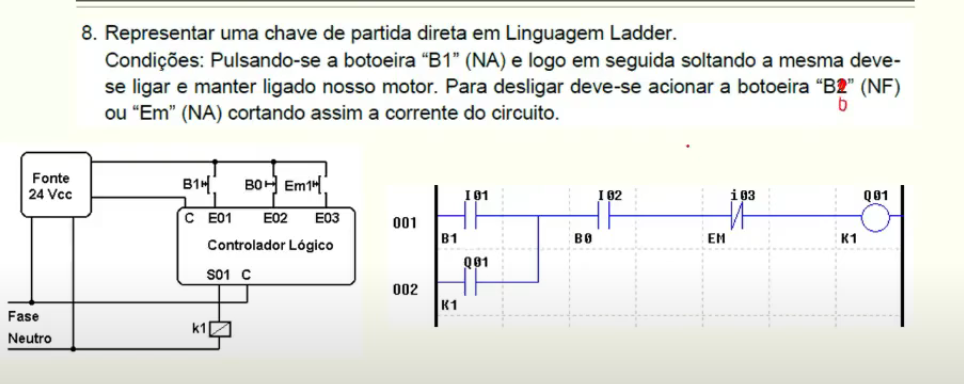 8. Representar uma chave de partida direta em Linguagem Ladder.
Condições: Pulsando-se a botoeira “B1” (NA) e logo em seguida soltando a mesma deve-
se ligar e manter ligado nosso motor. Para desligar deve-se acionar a botoeira “B2” (NF)
b
ou “Em” (NA) cortando assim a corrente do circuito.
Fonte
24 Vcc
B1 B0 Em1
C E01 E02 E03
Controlador Lógico
S01 C
Fase
k1
Neutro
I01 I02 i03 Q01
001
B1 B0 EM K1
Q01
002
K1